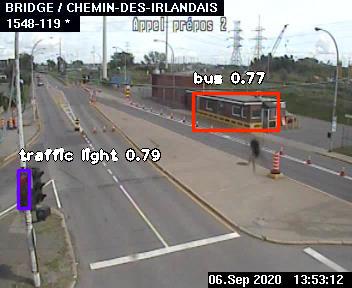 BRIDGE / CHEMIN-DES-IRLANDAIS
1548-119 *
Appel prépos 2
bus 0.77
traffic light 0.79
06.Sep 2020 13:53:12